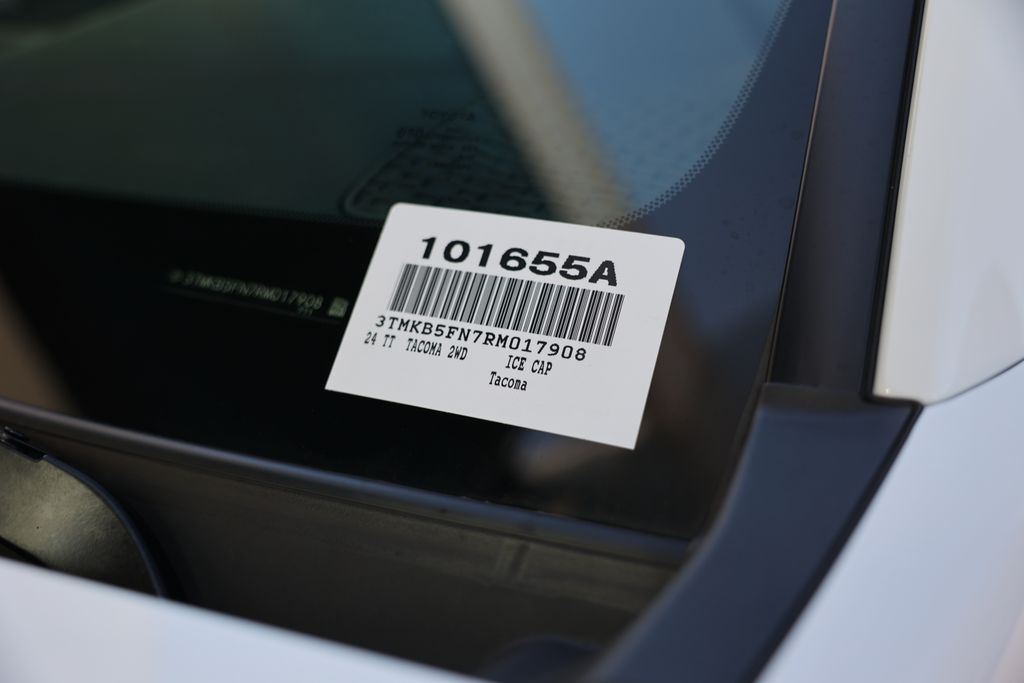 101655A
3TMKB5FN7RM017908
24 TT TACOMA 2WD ICE CAP
Tacoma
3TMKB5FN7RM017908